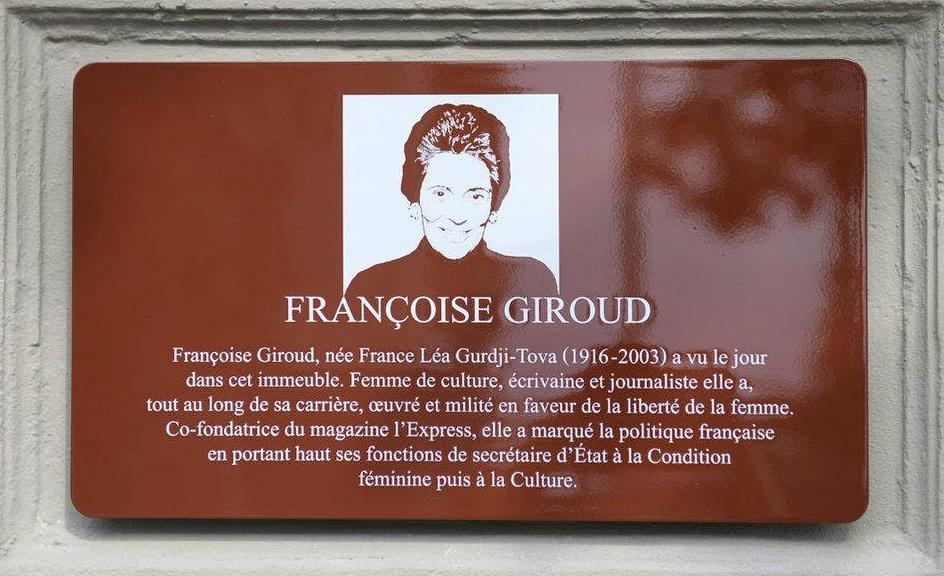 FRANÇOISE GIROUD
Françoise Giroud, née France Léa Gurdji-Tova (1916-2003) a vu le jour
dans cet immeuble. Femme de culture, écrivaine et journaliste elle a,
tout au long de sa carrière, œuvré et milité en faveur de la liberté de la femme.
Co-fondatrice du magazine l’Express, elle a marqué la politique française
en portant haut ses fonctions de secrétaire d’État à la Condition
féminine puis à la Culture.